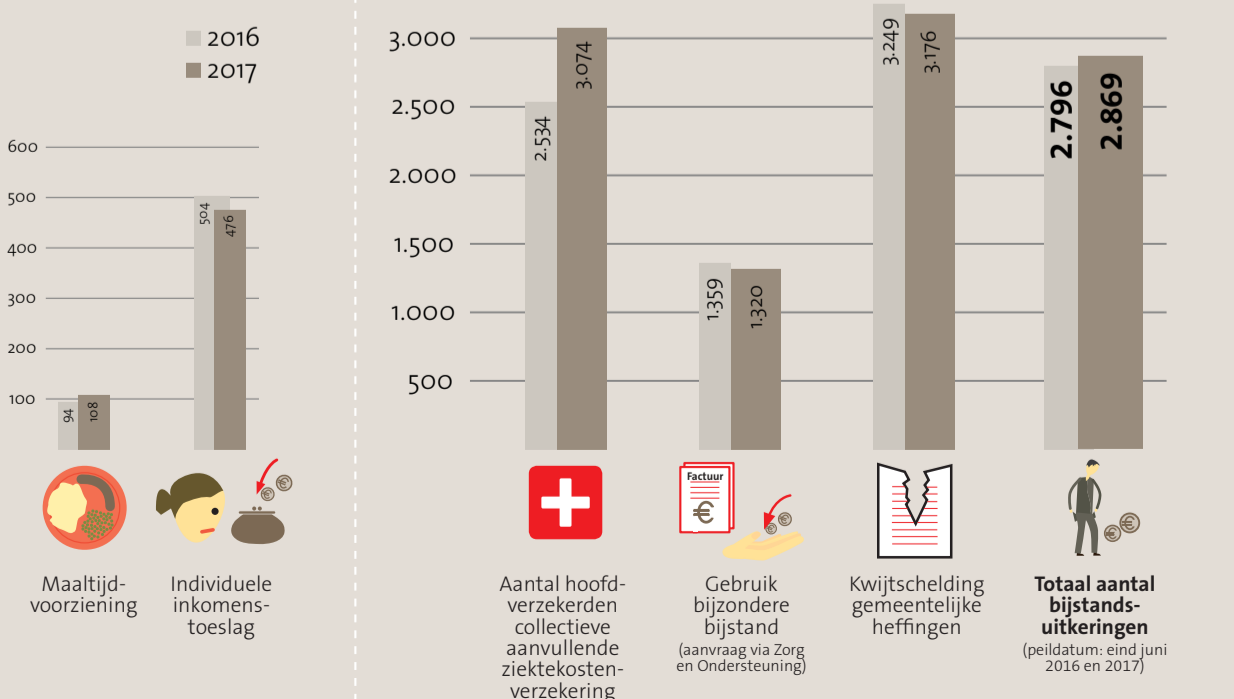 2016
2017
600
500
400
300
200
100
94
108
504
476
Maaltijd-
voorziening
Individuele
inkomens-
toeslag
3.000
2.500
2.000
1.500
1.000
500
2.534
3.074
1.359
1.320
3.249
3.176
2.796
2.869
Factuur
€
Aantal hoofd-
verzekerden
collectieve
aanvullende
ziektekosten-
verzekering
Gebruik
bijzondere
bijstand
(aanvraag via Zorg
en Ondersteuning)
Kwijtschelding
gemeentelijke
heffingen
Totaal aantal
bijstands-
uitkeringen
(peildatum: eind juni
2016 en 2017)